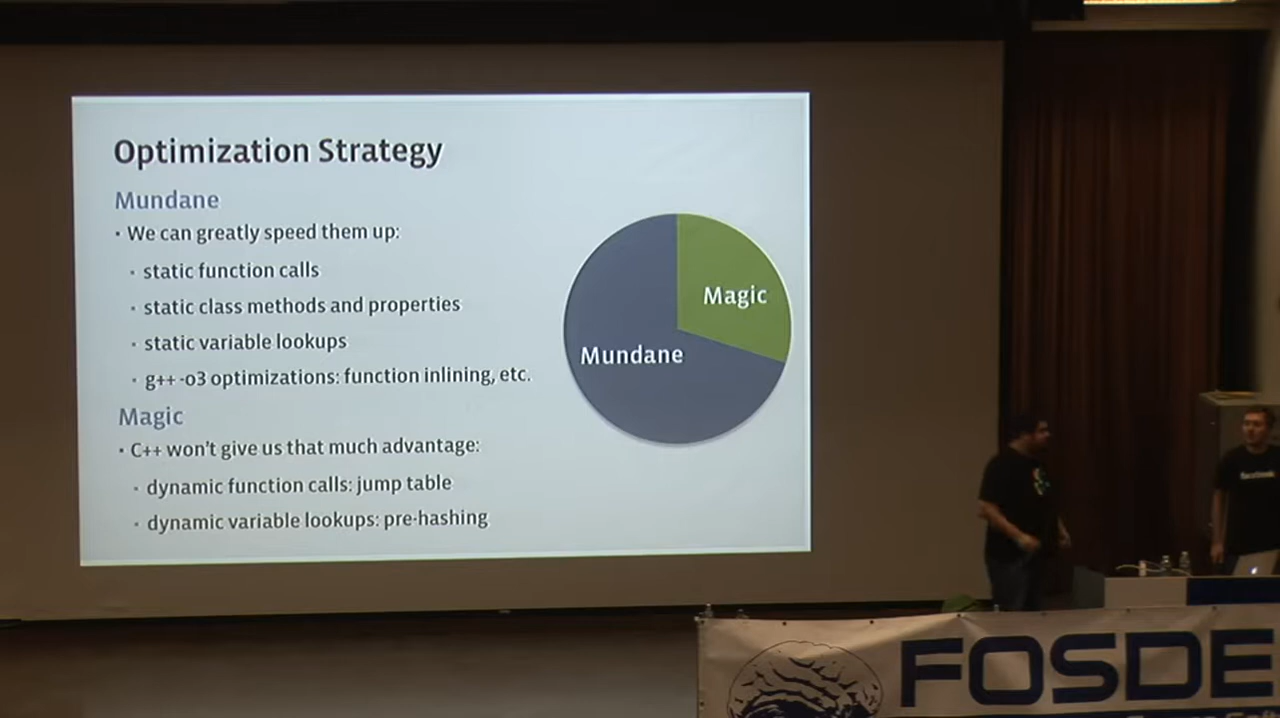 Optimization Strategy
Mundane
· We can greatly speed them up:
· static function calls
· static class methods and properties
· static variable lookups
· g++ -o3 optimizations: function inlining, etc.
Magic
· C++ won't give us that much advantage:
· dynamic function calls: jump table
· dynamic variable lookups: pre-hashing
Magic
Mundane
facebook
FOSDE